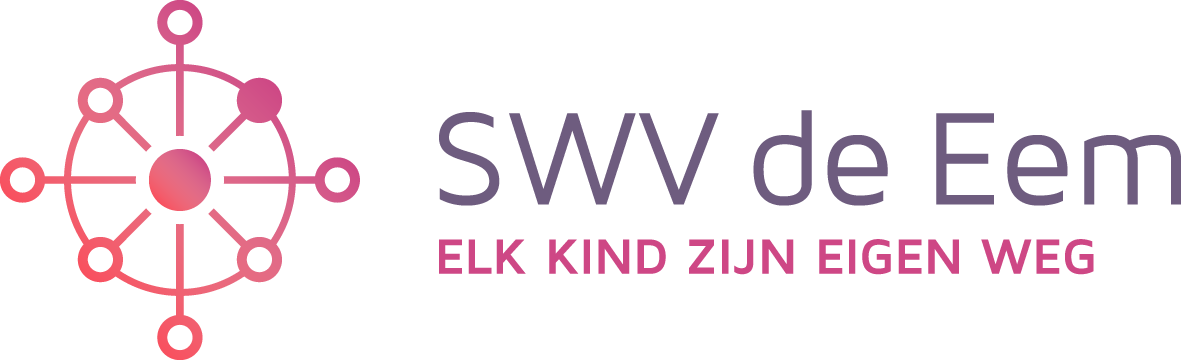 SWV de Eem
ELK KIND ZIJN EIGEN WEG